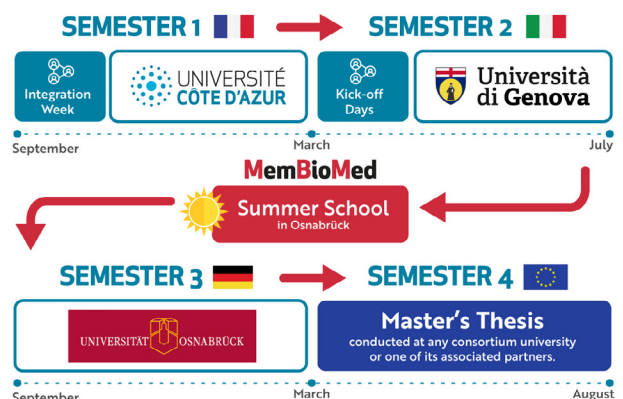 SEMESTER 1
SEMESTER 2
Integration
Week
UNIVERSITÉ
CÔTE D'AZUR
Kick-off
Days
Università
di Genova
September
March
July
MemBioMed
Summer School
in Osnabrück
SEMESTER 3
SEMESTER 4
UNIVERSITÄT OSNABRÜCK
Master's Thesis
conducted at any consortium university
or one of its associated partners.
September
March
August